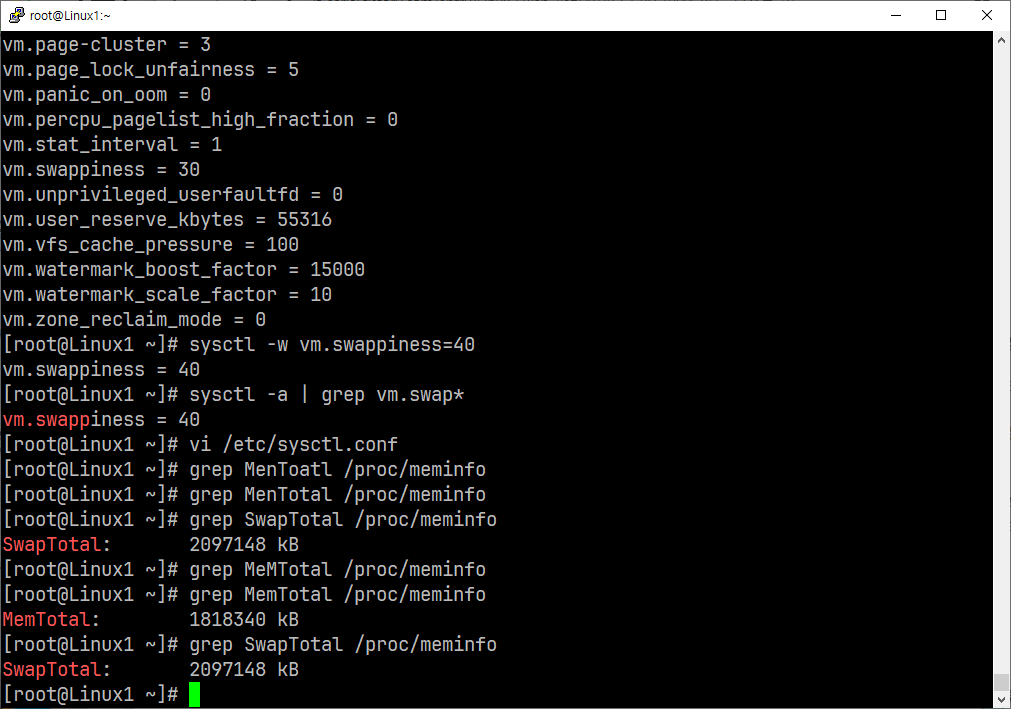 root@Linux1:~
vm.page-cluster = 3
vm.page_lock_unfairness = 5
vm.panic_on_oom = 0
vm.percpu_pagelist_high_fraction = 0
vm.stat_interval = 1
vm.swappiness = 30
vm.unprivileged_userfaultfd = 0
vm.user_reserve_kbytes = 55316
vm.vfs_cache_pressure = 100
vm.watermark_boost_factor = 15000
vm.watermark_scale_factor = 10
vm.zone_reclaim_mode = 0
[root@Linux1 ~]# sysctl -w vm.swappiness=40
vm.swappiness = 40
[root@Linux1 ~]# sysctl -a | grep vm.swap*
vm.swappiness = 40
[root@Linux1 ~]# vi /etc/sysctl.conf
[root@Linux1 ~]# grep MenToatl /proc/meminfo
[root@Linux1 ~]# grep MenTotal /proc/meminfo
[root@Linux1 ~]# grep SwapTotal /proc/meminfo
SwapTotal:       2097148 kB
[root@Linux1 ~]# grep MeMTotal /proc/meminfo
[root@Linux1 ~]# grep MemTotal /proc/meminfo
MemTotal:        1818340 kB
[root@Linux1 ~]# grep SwapTotal /proc/meminfo
SwapTotal:       2097148 kB
[root@Linux1 ~]#